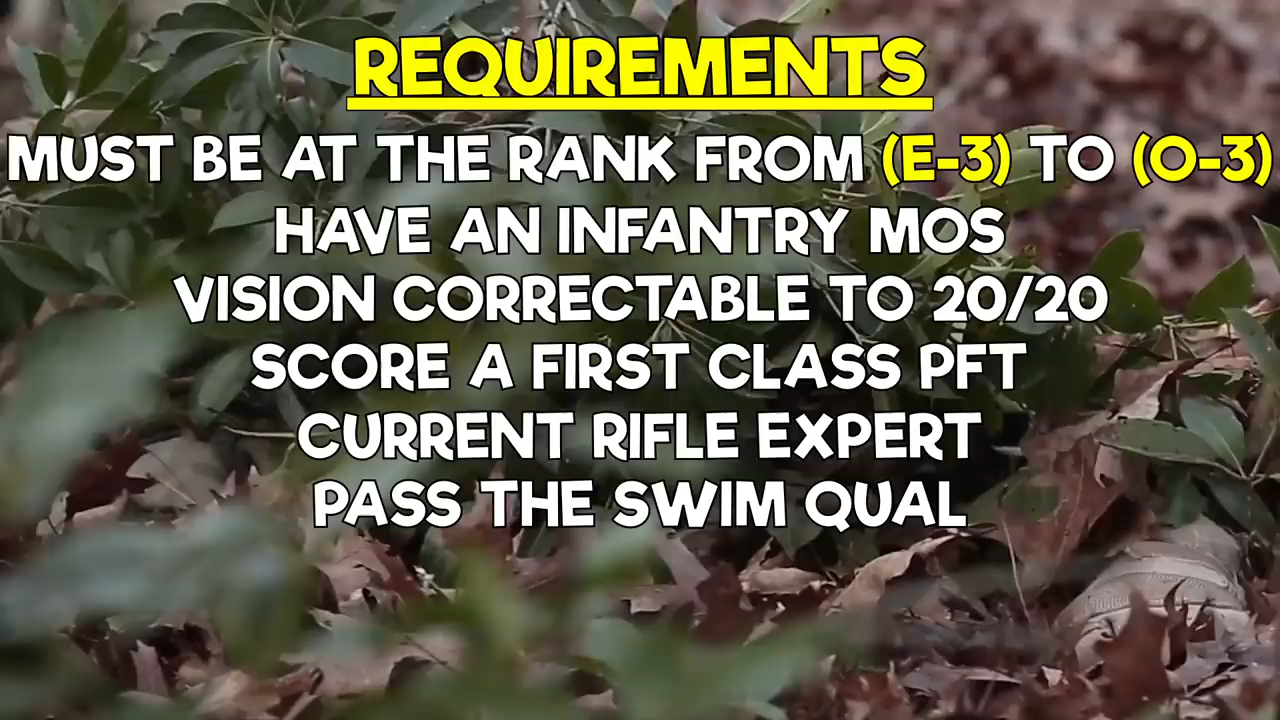 REQUIREMENTS
MUST BE AT THE RANK FROM (E-3) TO (O-3)
HAVE AN INFANTRY MOS
VISION CORRECTABLE TO 20/20
SCORE A FIRST CLASS PFT
CURRENT RIFLE EXPERT
PASS THE SWIM QUAL